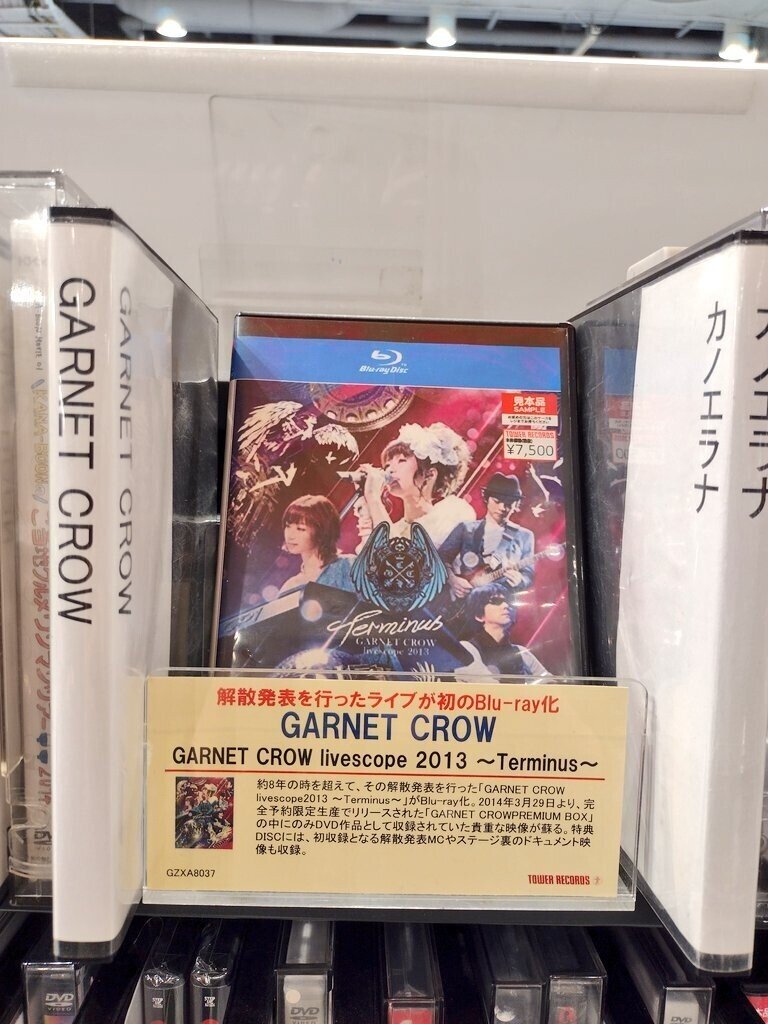 GARNET CROW
GARNET CROW
Blu-ray Disc
見本品
SAMPLE
TOWER RECORDS
¥7,500
Terminus
GARNET CROW
livescope 2013
解散発表を行ったライブが初のBlu-ray化
GARNET CROW
GARNET CROW livescope 2013 ～Terminus～
約8年の時を超えて、その解散発表を行った「GARNET CROW
livescope2013 ～Terminus～」がBlu-ray化。2014年3月29日より、完
全予約限定生産でリリースされた「GARNET CROWPREMIUM BOX」
の中にのみDVD作品として収録されていた貴重な映像が蘇る。特典
DISCには、初収録となる解散発表MCやステージ裏のドキュメント映
像も収録。
GZXA8037
TOWER RECORDS
カノエラナ
カノエラナ
DVD
VIDEO
DVD
DVD